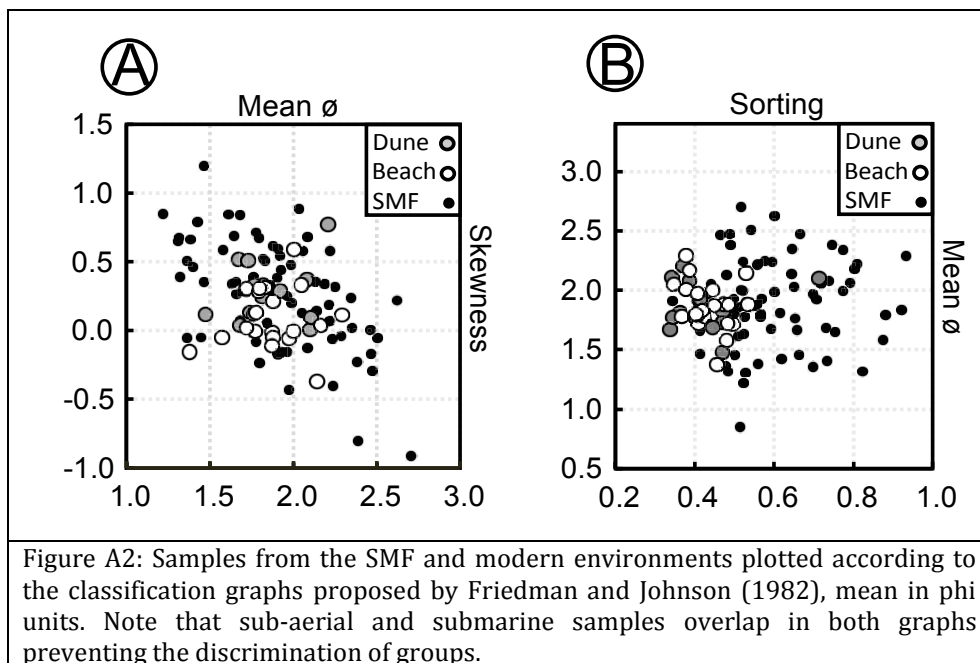 A
B
Mean ø
Sorting
1.5
1.0
0.5
0.0
-0.5
-1.0
1.0
1.5
2.0
2.5
3.0
Dune
Beach
SMF
Skewness
3.0
2.5
2.0
1.5
1.0
0.5
0.2
0.4
0.6
0.8
1.0
Dune
Beach
SMF
Mean ø
Figure A2: Samples from the SMF and modern environments plotted according to
the classification graphs proposed by Friedman and Johnson (1982), mean in phi
units. Note that sub-aerial and submarine samples overlap in both graphs
preventing the discrimination of groups.